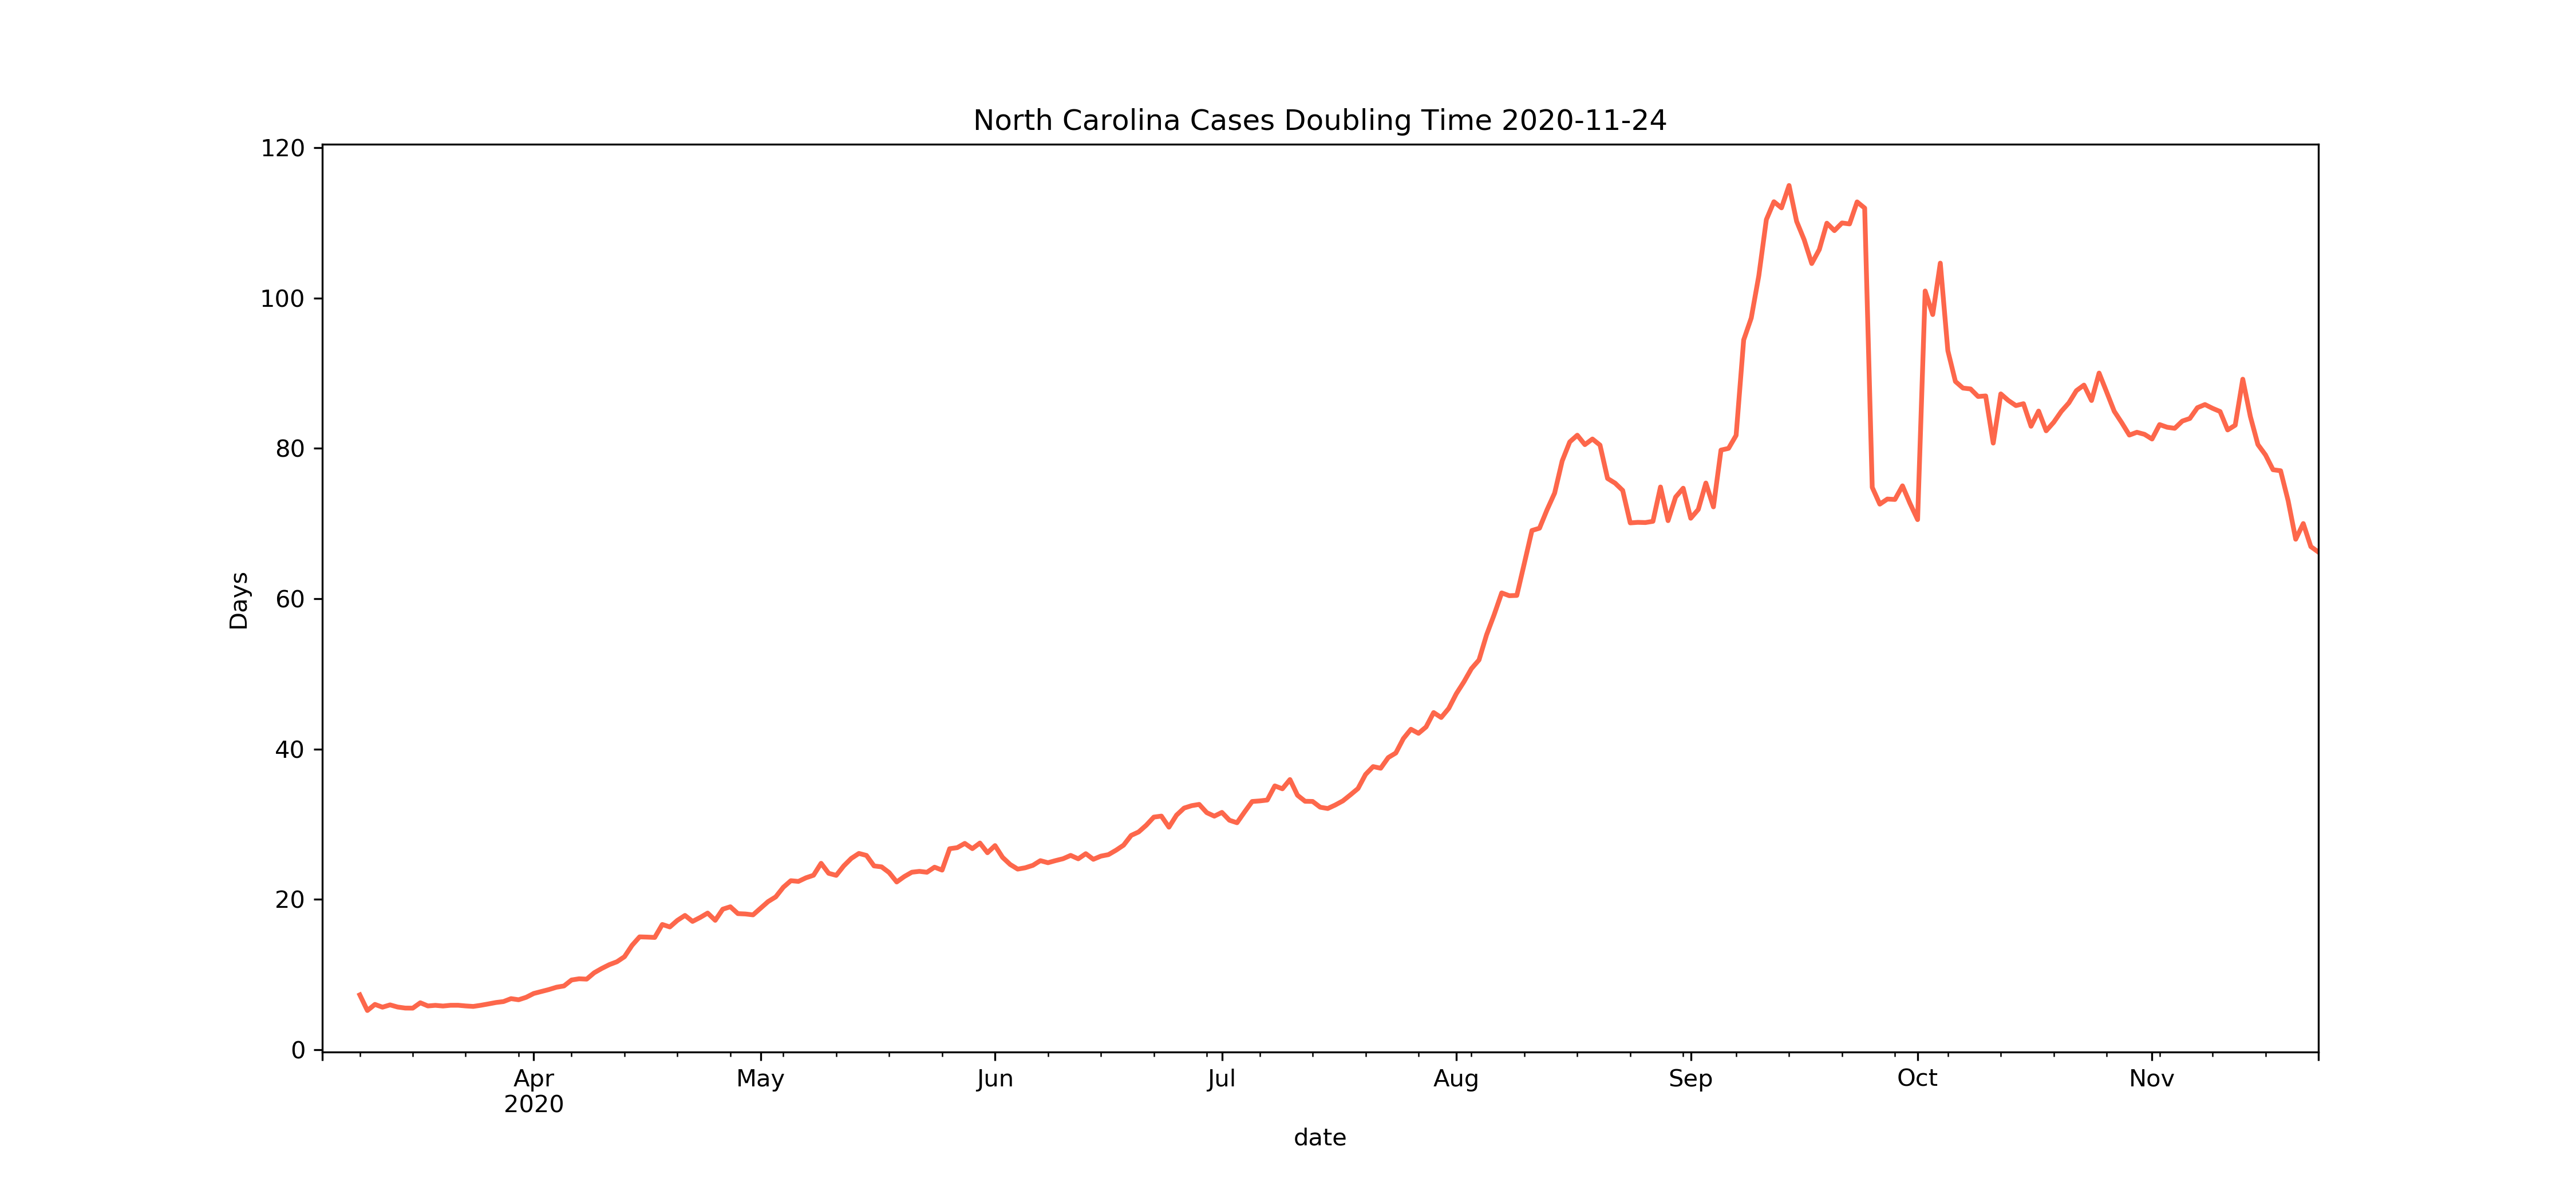 North Carolina Cases Doubling Time 2020-11-24
120
100
80
60
40
20
0
Days
Apr May Jun Jul Aug Sep Oct Nov
2020
date